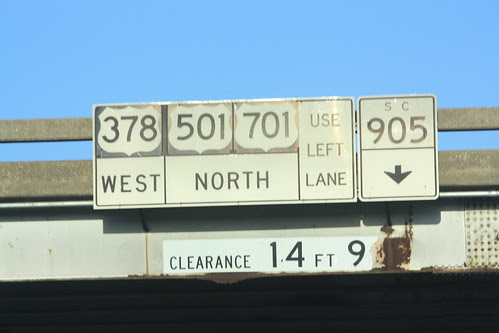 378 501 701 USE
LEFT
LANE
WEST NORTH
S C
905
CLEARANCE 14 FT 9